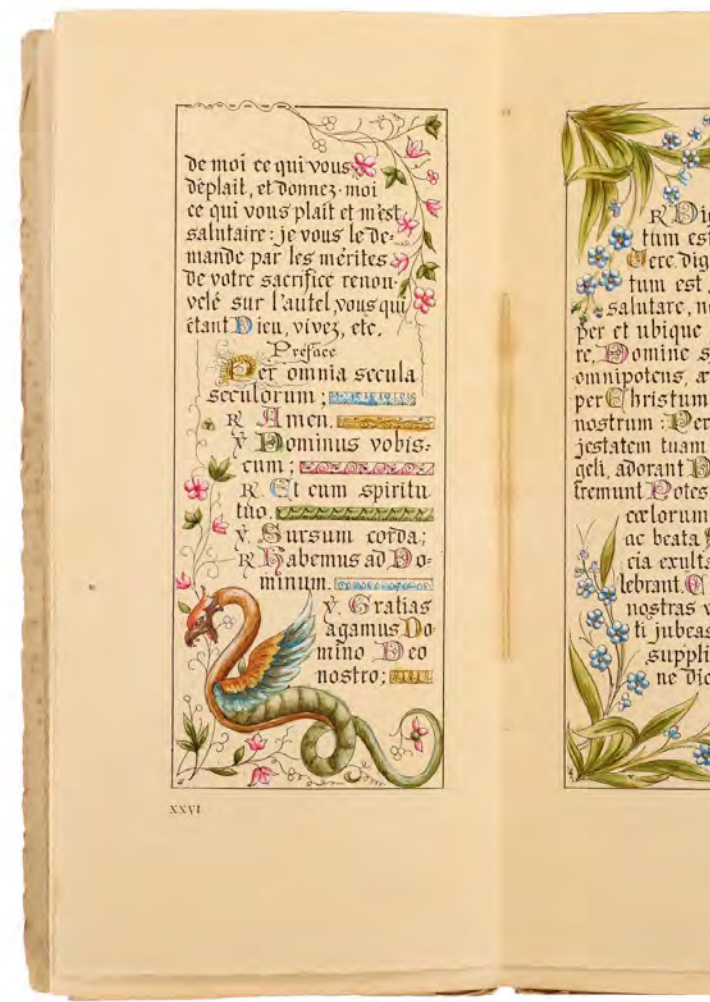 de moi ce qui vous
déplait, et donnez-moi
ce qui vous plait et m'est
salutaire : je vous le de=
mande par les mérites
de votre sacrifice renou-
velé sur l'autel, vous qui
étant Dieu, vivez, etc.
Préface
Per omnia secula
seculorum ;
℟ Amen.
℣ Dominus vobis=
cum ;
℟. Et cum spiritu
tuo.
℣. Sursum corda ;
℟ Habemus ad Do=
minum.
℣. Gratias
agamus Do=
mino Deo
nostro ;
XXVI
℟ Dig
tum est
Vere dig
tum est,
salutare, n
per et ubique
re, Domine s
omnipotens, æ
per Christum
nostrum : Per
jestatem tuam
geli, adorant D
tremunt Potes
cœlorum
ac beata
cia exulta
lebrant. C
nostras v
ti jubeas
suppli
ne dic